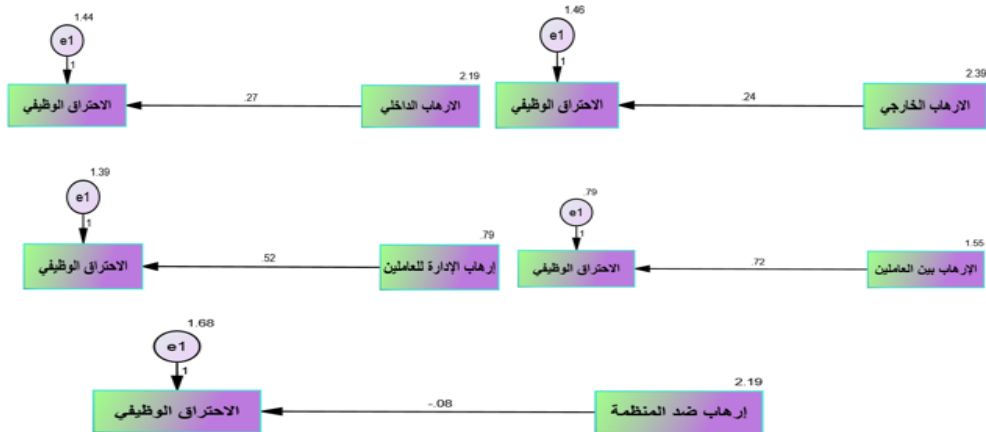 1.44
e1
1
الاحتراق الوظيفي
.27
2.19
الارهاب الداخلي
1.46
e1
1
الاحتراق الوظيفي
.24
2.39
الارهاب الخارجي
1.39
e1
1
الاحتراق الوظيفي
.52
.79
إرهاب الإدارة للعاملين
.79
e1
1
الاحتراق الوظيفي
.72
1.55
الإرهاب بين العاملين
1.68
e1
1
الاحتراق الوظيفي
-.08
2.19
إرهاب ضد المنظمة